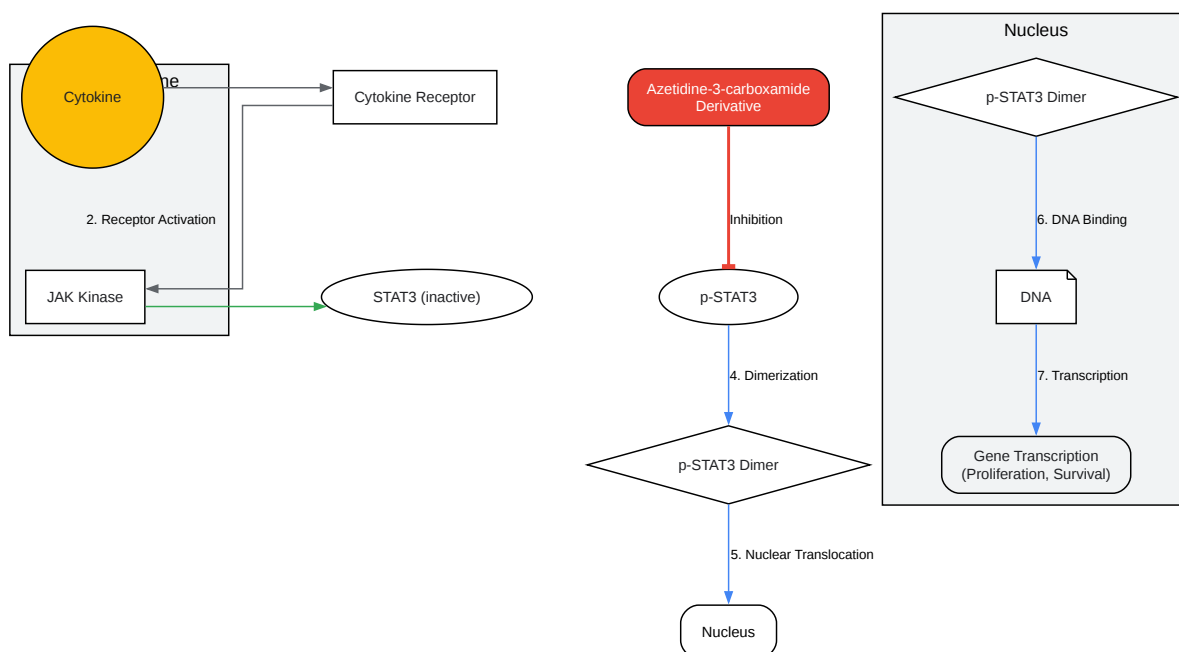 Cytokine
Cytokine Receptor
2. Receptor Activation
JAK Kinase
STAT3 (inactive)
Azetidine-3-carboxamide
Derivative
Inhibition
p-STAT3
4. Dimerization
p-STAT3 Dimer
5. Nuclear Translocation
Nucleus
Nucleus
p-STAT3 Dimer
6. DNA Binding
DNA
7. Transcription
Gene Transcription
(Proliferation, Survival)